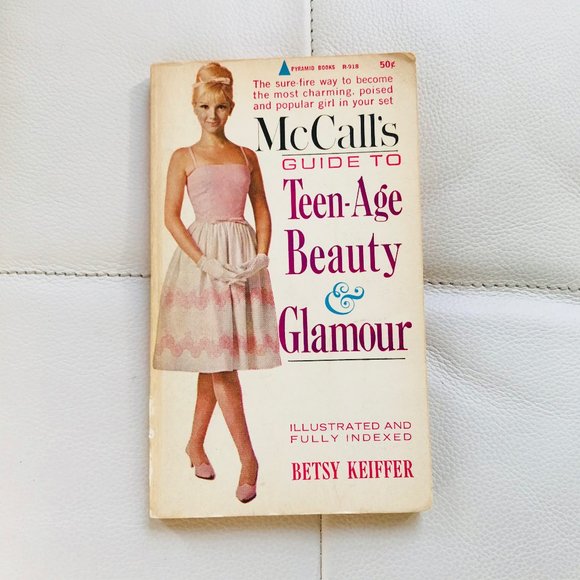 PYRAMID BOOKS R-918 50¢
The sure-fire way to become
the most charming, poised
and popular girl in your set
McCall's
GUIDE TO
Teen-Age
Beauty
&
Glamour
ILLUSTRATED AND
FULLY INDEXED
BETSY KEIFFER